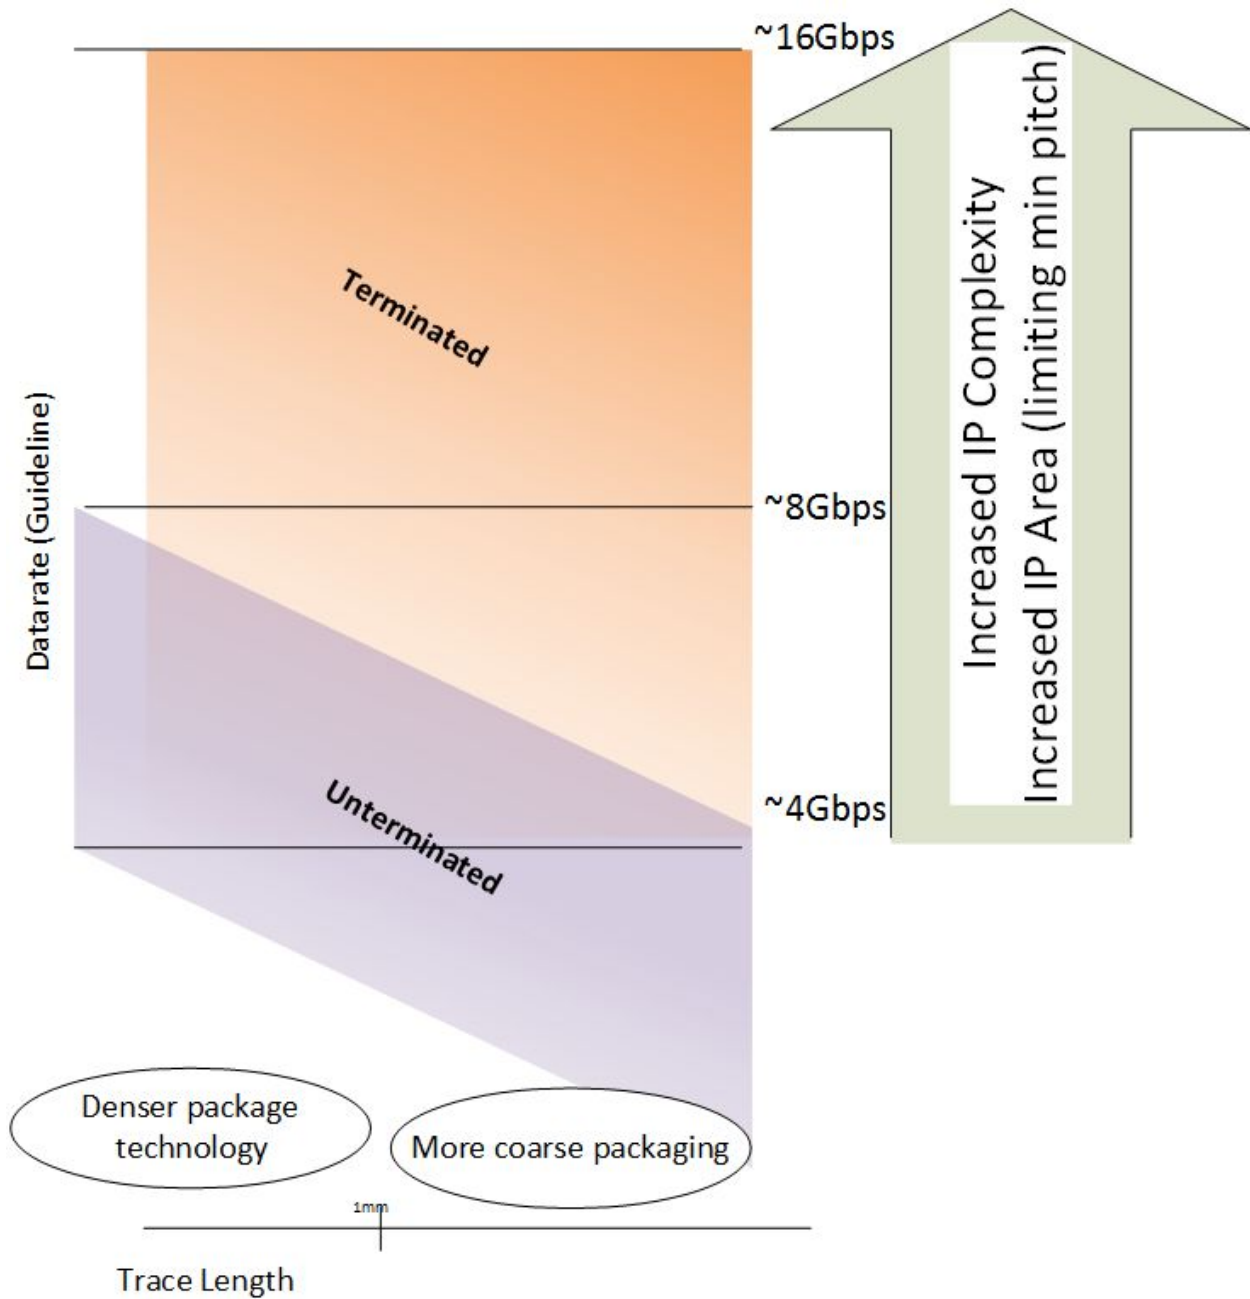 ~16Gbps
Terminated
Datarate (Guideline)
~8Gbps
Increased IP Complexity
Increased IP Area (limiting min pitch)
~4Gbps
Unterminated
Denser package
technology
More coarse packaging
1mm
Trace Length